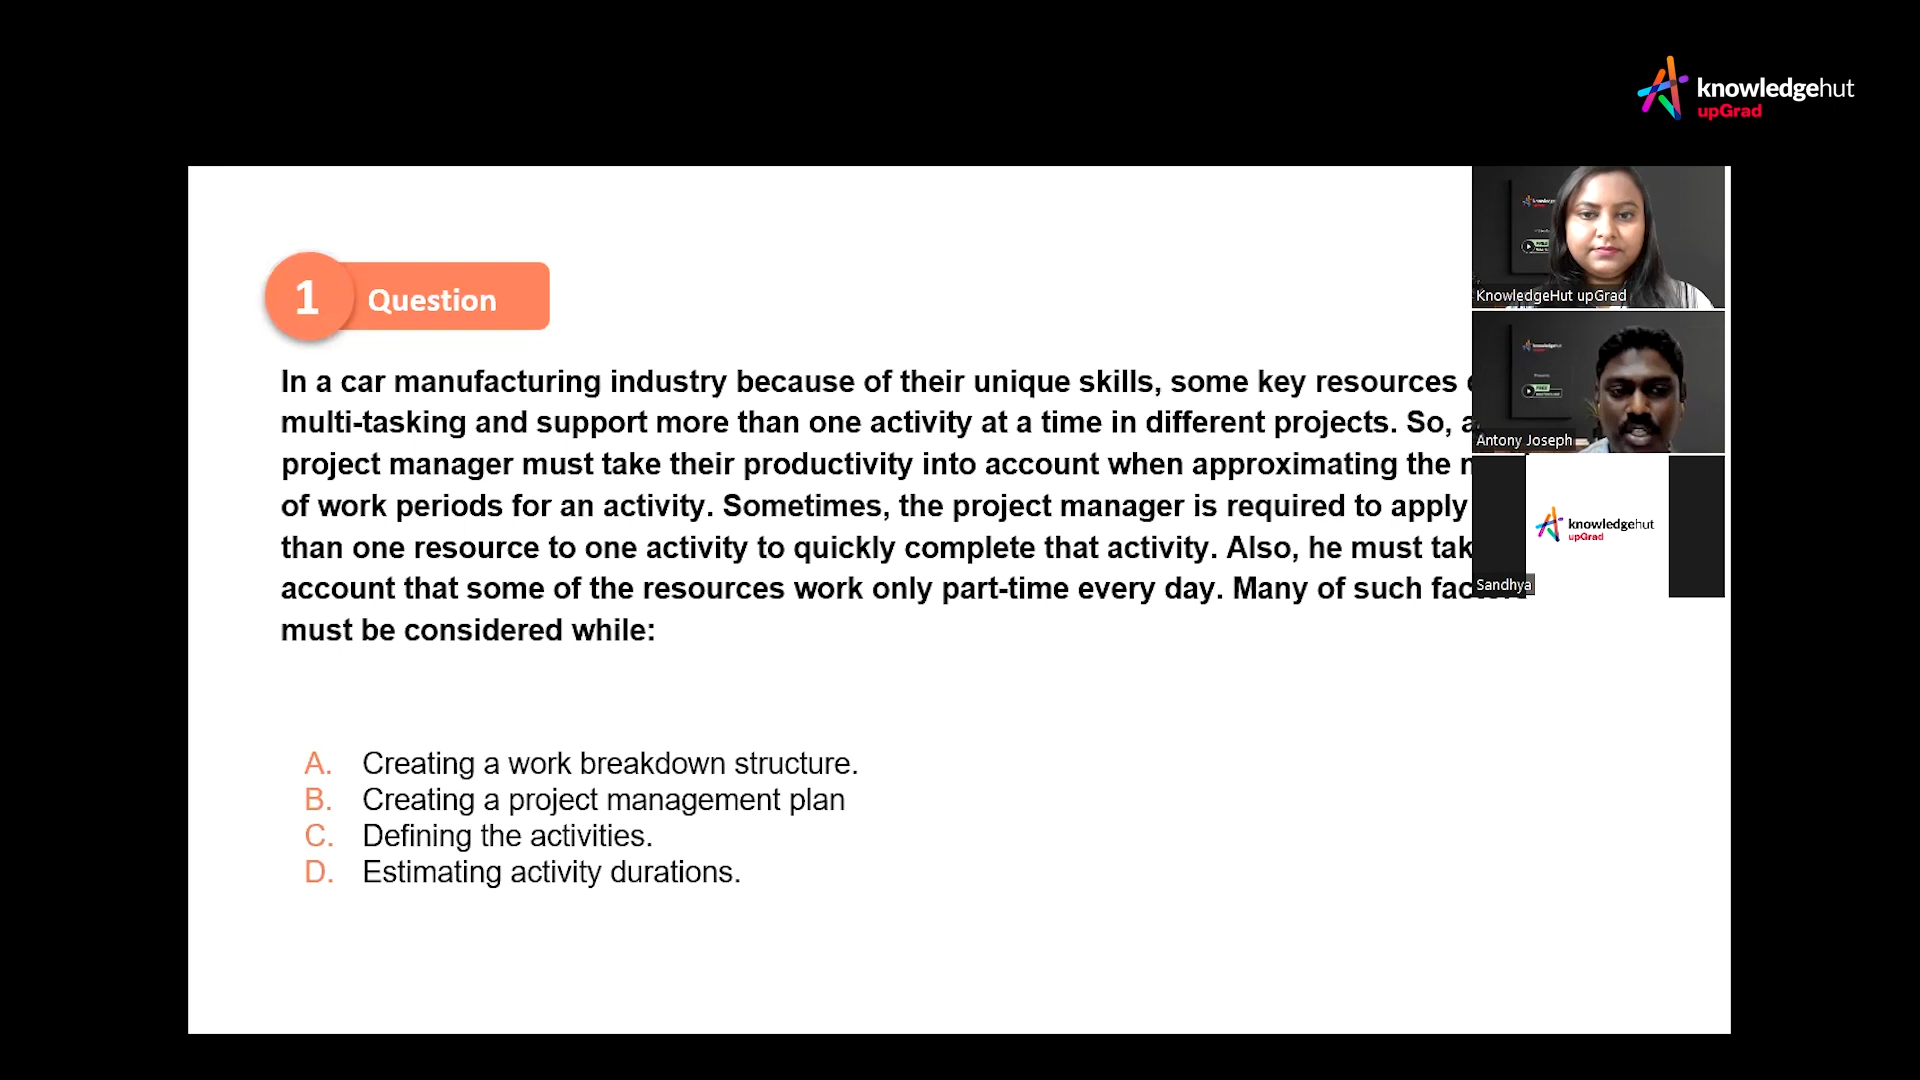 knowledgehut
upGrad
1 Question
In a car manufacturing industry because of their unique skills, some key resources
multi-tasking and support more than one activity at a time in different projects. So,
project manager must take their productivity into account when approximating the
of work periods for an activity. Sometimes, the project manager is required to apply
than one resource to one activity to quickly complete that activity. Also, he must
account that some of the resources work only part-time every day. Many of such
must be considered while:
A. Creating a work breakdown structure.
B. Creating a project management plan
C. Defining the activities.
D. Estimating activity durations.
KnowledgeHut upGrad
Antony Joseph
knowledgehut
upGrad
Sandhya